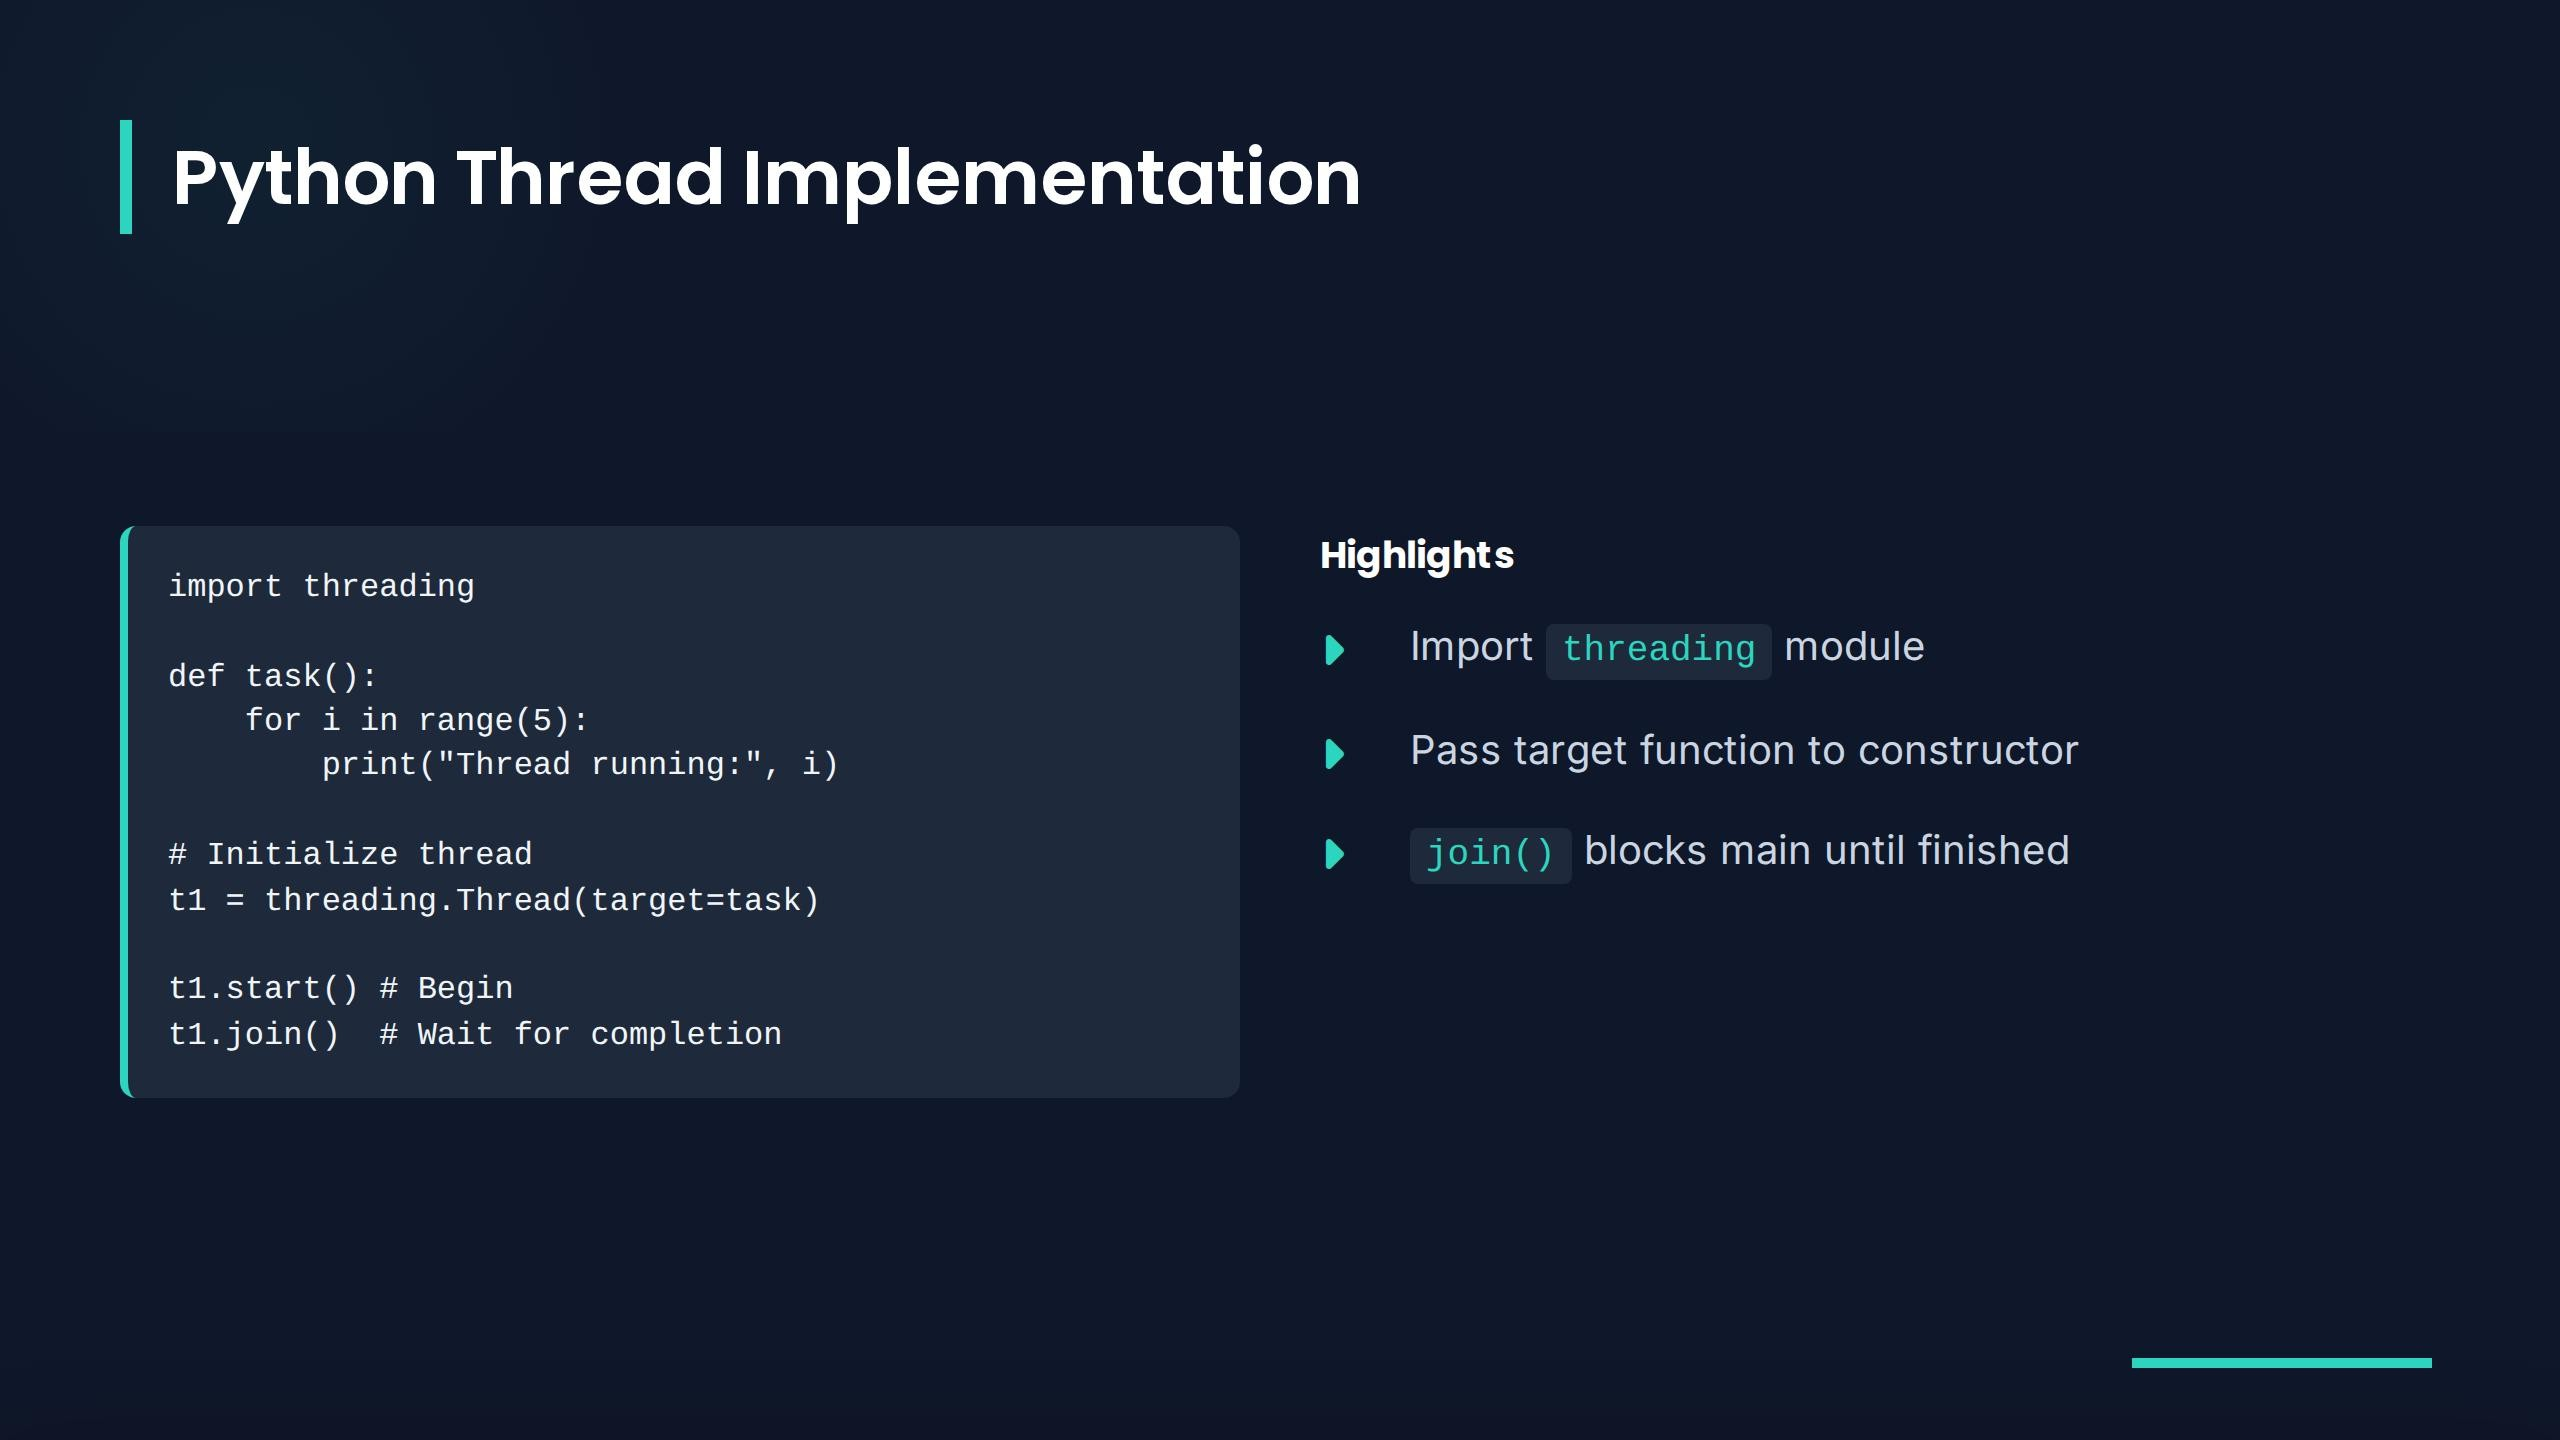 Python Thread Implementation
import threading
def task():
    for i in range(5):
        print("Thread running:", i)
# Initialize thread
t1 = threading.Thread(target=task)
t1.start() # Begin
t1.join()  # Wait for completion
Highlights
Import threading module
Pass target function to constructor
join() blocks main until finished